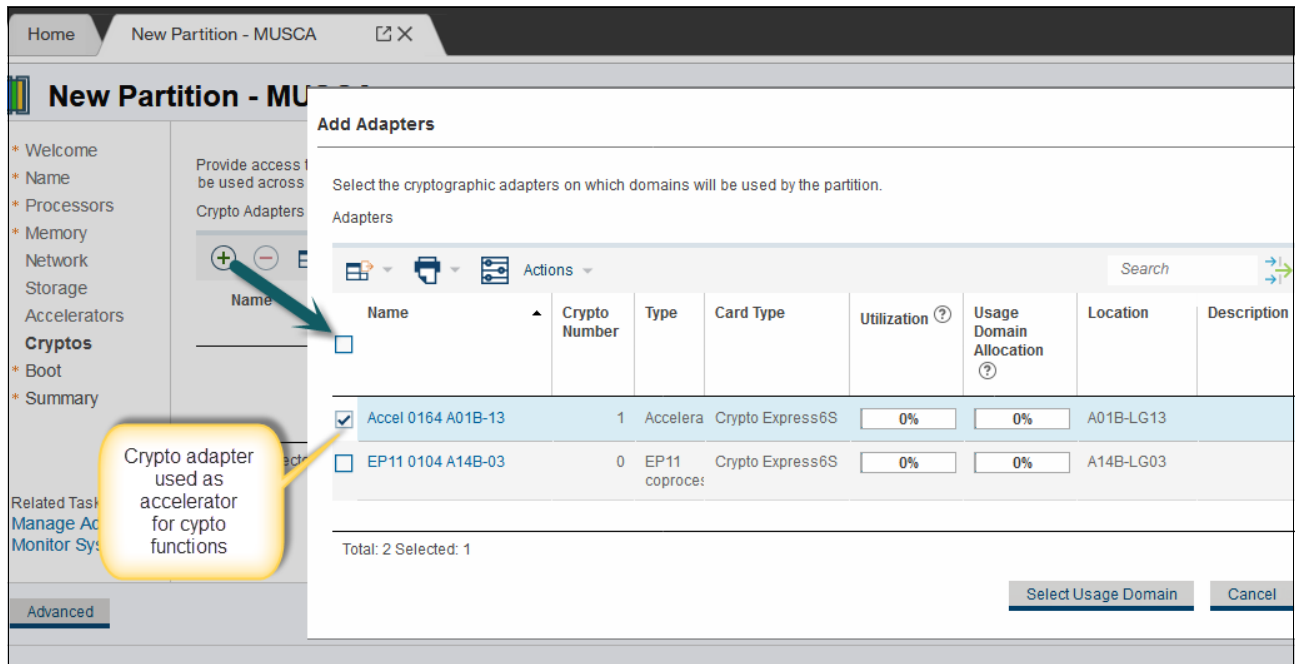 Home
New Partition - MUSCA
New Partition - MU
* Welcome
* Name
* Processors
* Memory
Network
Storage
Accelerators
Cryptos
* Boot
* Summary
Related Task
Manage Ad
Monitor Sys
Advanced
Provide access
be used across
Crypto Adapters
Name
Add Adapters
Select the cryptographic adapters on which domains will be used by the partition.
Adapters
Actions
Search
Name
Crypto
Number
Type
Card Type
Utilization
Usage
Domain
Allocation
Location
Description
Accel 0164 A01B-13 1 Accelera Crypto Express6S 0% 0% A01B-LG13
EP11 0104 A14B-03 0 EP11 Crypto Express6S 0% 0% A14B-LG03
coproces
Total: 2 Selected: 1
Select Usage Domain
Cancel
Crypto adapter
used as
accelerator
for cypto
functions